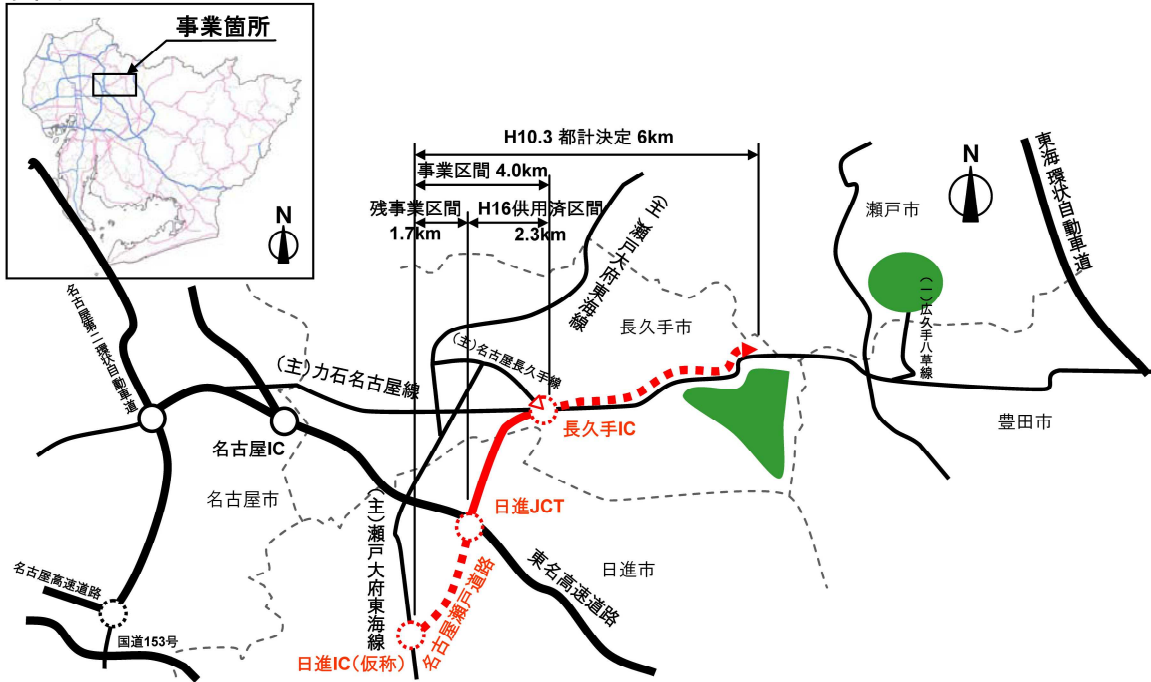 事業箇所
N
H10.3 都計決定 6km
事業区間 4.0km
残事業区間
1.7km
H16供用済区間
2.3km
N
東海環状自動車道
瀬戸市
(主)瀬戸大府東海線
(一)広久手八草線
長久手市
名古屋第二環状自動車道
(主)名古屋長久手線
(主)力石名古屋線
長久手IC
豊田市
名古屋IC
名古屋市
日進JCT
(主)瀬戸大府東海線
東名高速道路
日進市
名古屋瀬戸道路
名古屋高速道路
国道153号
日進IC(仮称)